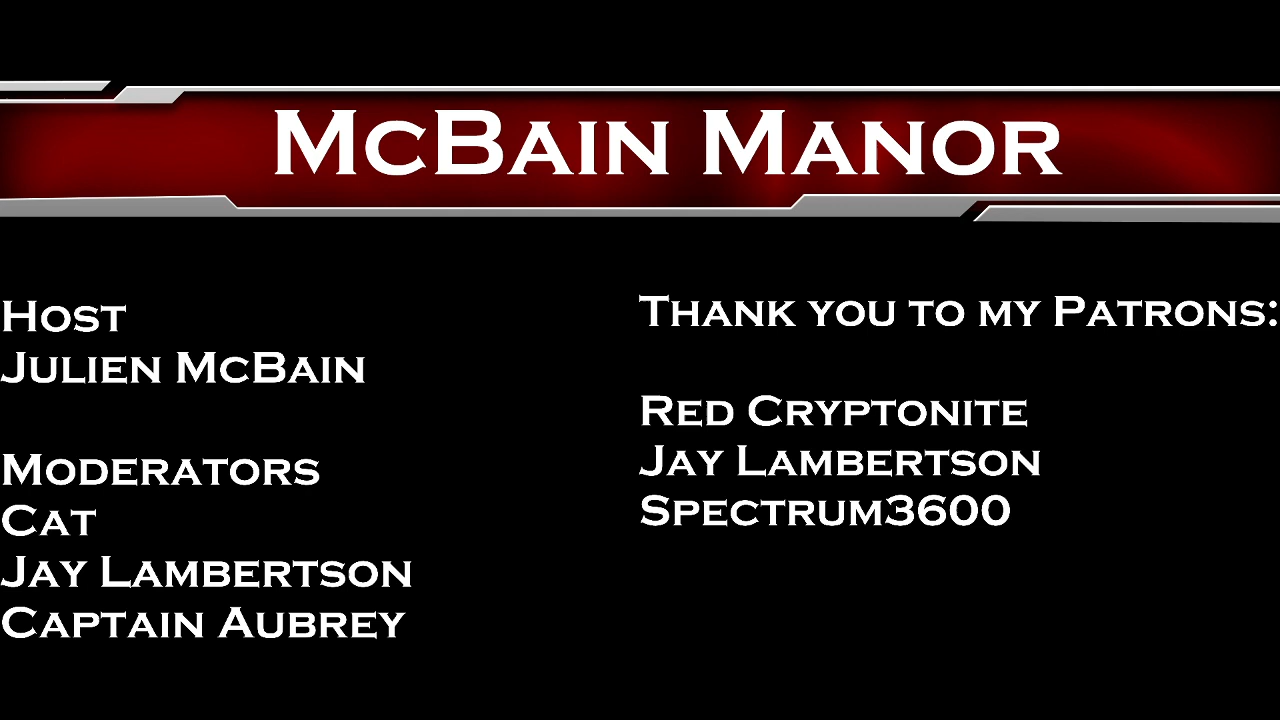 McBain Manor
Host
Julien McBain
Moderators
Cat
Jay Lambertson
Captain Aubrey
Thank you to my Patrons:
Red Cryptonite
Jay Lambertson
Spectrum3600